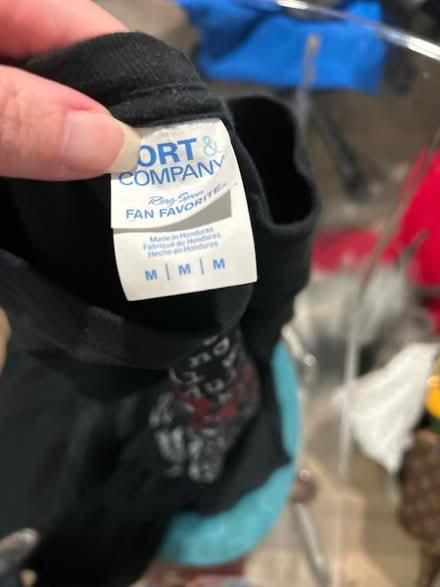 ORT &
COMPANY
Ring Spun
FAN FAVORITE
Made in Honduras
Fabriqué au Honduras
Hecho en Honduras
M | M | M